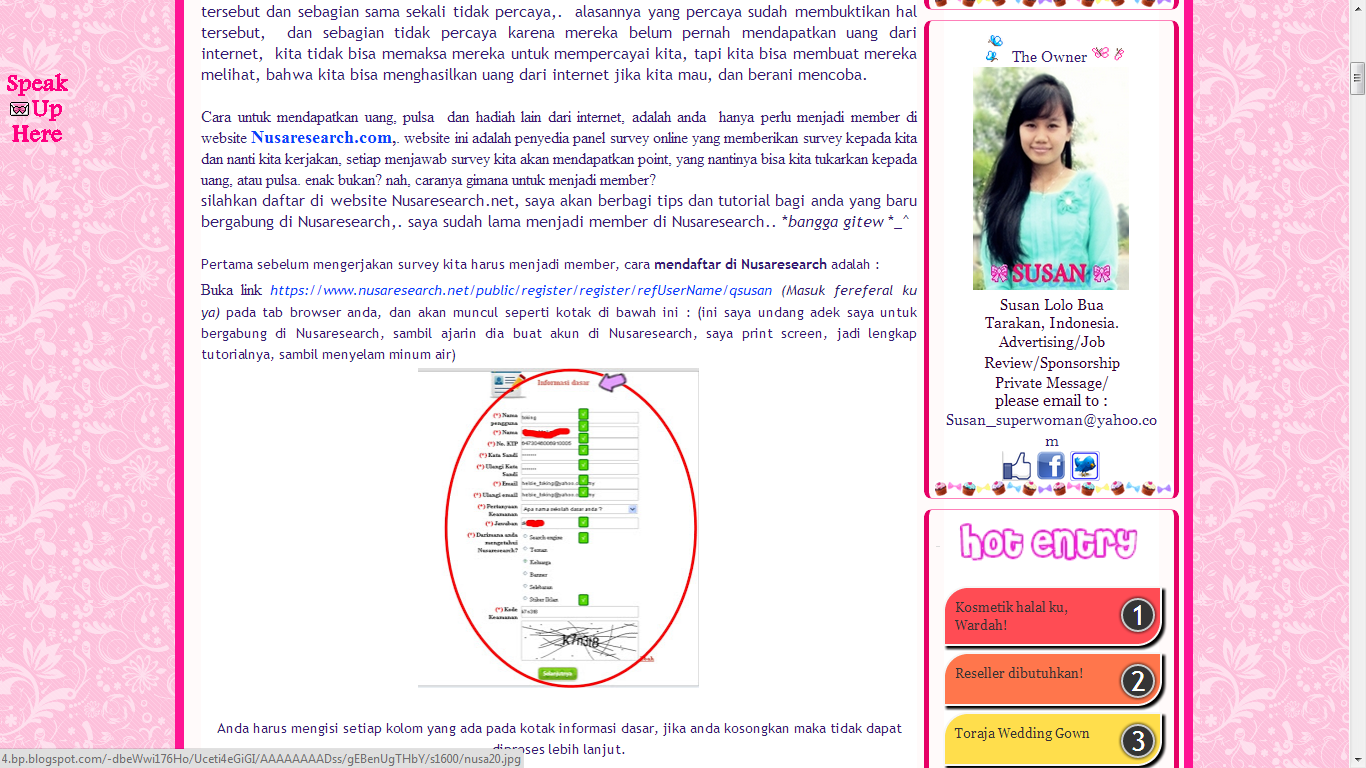 tersebut dan sebagian sama sekali tidak percaya,. alasannya yang percaya sudah membuktikan hal
tersebut, dan sebagian tidak percaya karena mereka belum pernah mendapatkan uang dari
internet, kita tidak bisa memaksa mereka untuk mempercayai kita, tapi kita bisa membuat mereka
melihat, bahwa kita bisa menghasilkan uang dari internet jika kita mau, dan berani mencoba.
Cara untuk mendapatkan uang, pulsa dan hadiah lain dari internet, adalah anda hanya perlu menjadi member di
website Nusaresearch.com,. website ini adalah penyedia panel survey online yang memberikan survey kepada kita
dan nanti kita kerjakan, setiap menjawab survey kita akan mendapatkan point, yang nantinya bisa kita tukarkan kepada
uang, atau pulsa. enak bukan? nah, caranya gimana untuk menjadi member?
silahkan daftar di website Nusaresearch.net, saya akan berbagi tips dan tutorial bagi anda yang baru
bergabung di Nusaresearch,. saya sudah lama menjadi member di Nusaresearch.. *bangga gitew *_^
Pertama sebelum mengerjakan survey kita harus menjadi member, cara mendaftar di Nusaresearch adalah :
Buka link https://www.nusaresearch.net/public/register/register/refUserName/qsusan (Masuk fereferal ku
ya) pada tab browser anda, dan akan muncul seperti kotak di bawah ini : (ini saya undang adek saya untuk
bergabung di Nusaresearch, sambil ajarin dia buat akun di Nusaresearch, saya print screen, jadi lengkap
tutorialnya, sambil menyelam minum air)
Informasi dasar
(*) Nama
pengguna
(*) Nama
(*) No. KTP
(*) Kata Sandi
(*) Ulangi Kata
Sandi
(*) Email
(*) Ulangi email
(*) Pertanyaan
Keamanan
Apa nama sekolah dasar anda ?
(*) Jawaban
(*) Darimana anda
mengetahui
Nusaresearch?
Search engine
Teman
Keluarga
Banner
Selebaran
Stiker Iklan
(*) Kode
Keamanan
k7n3t8
Selanjutnya
Anda harus mengisi setiap kolom yang ada pada kotak informasi dasar, jika anda kosongkan maka tidak dapat
diproses lebih lanjut.
Speak
Up
Here
The Owner
SUSAN
Susan Lolo Bua
Tarakan, Indonesia.
Advertising/Job
Review/Sponsorship
Private Message/
please email to :
Susan_superwoman@yahoo.co
m
hot entry
Kosmetik halal ku,
Wardah!
1
Reseller dibutuhkan!
2
Toraja Wedding Gown
3
4.bp.blogspot.com/-dbeWwi176Ho/Uceti4eGiGI/AAAAAAAADss/gEBenUgTHbY/s1600/nusa20.jpg